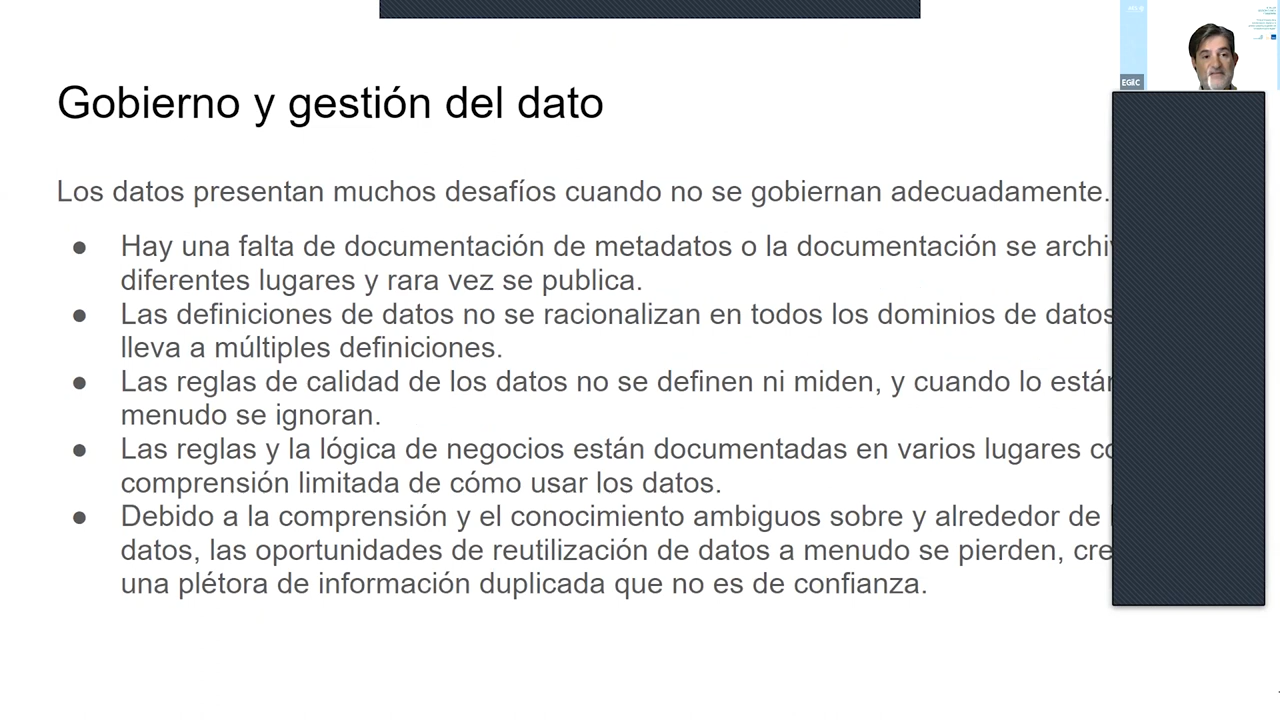 Gobierno y gestión del dato
EGEC
Los datos presentan muchos desafíos cuando no se gobiernan adecuadamente.
● Hay una falta de documentación de metadatos o la documentación se
diferentes lugares y rara vez se publica.
● Las definiciones de datos no se racionalizan en todos los dominios de datos
lleva a múltiples definiciones.
● Las reglas de calidad de los datos no se definen ni miden, y cuando lo
menudo se ignoran.
● Las reglas y la lógica de negocios están documentadas en varios lugares
comprensión limitada de cómo usar los datos.
● Debido a la comprensión y el conocimiento ambiguos sobre y alrededor de
datos, las oportunidades de reutilización de datos a menudo se pierden,
una plétora de información duplicada que no es de confianza.